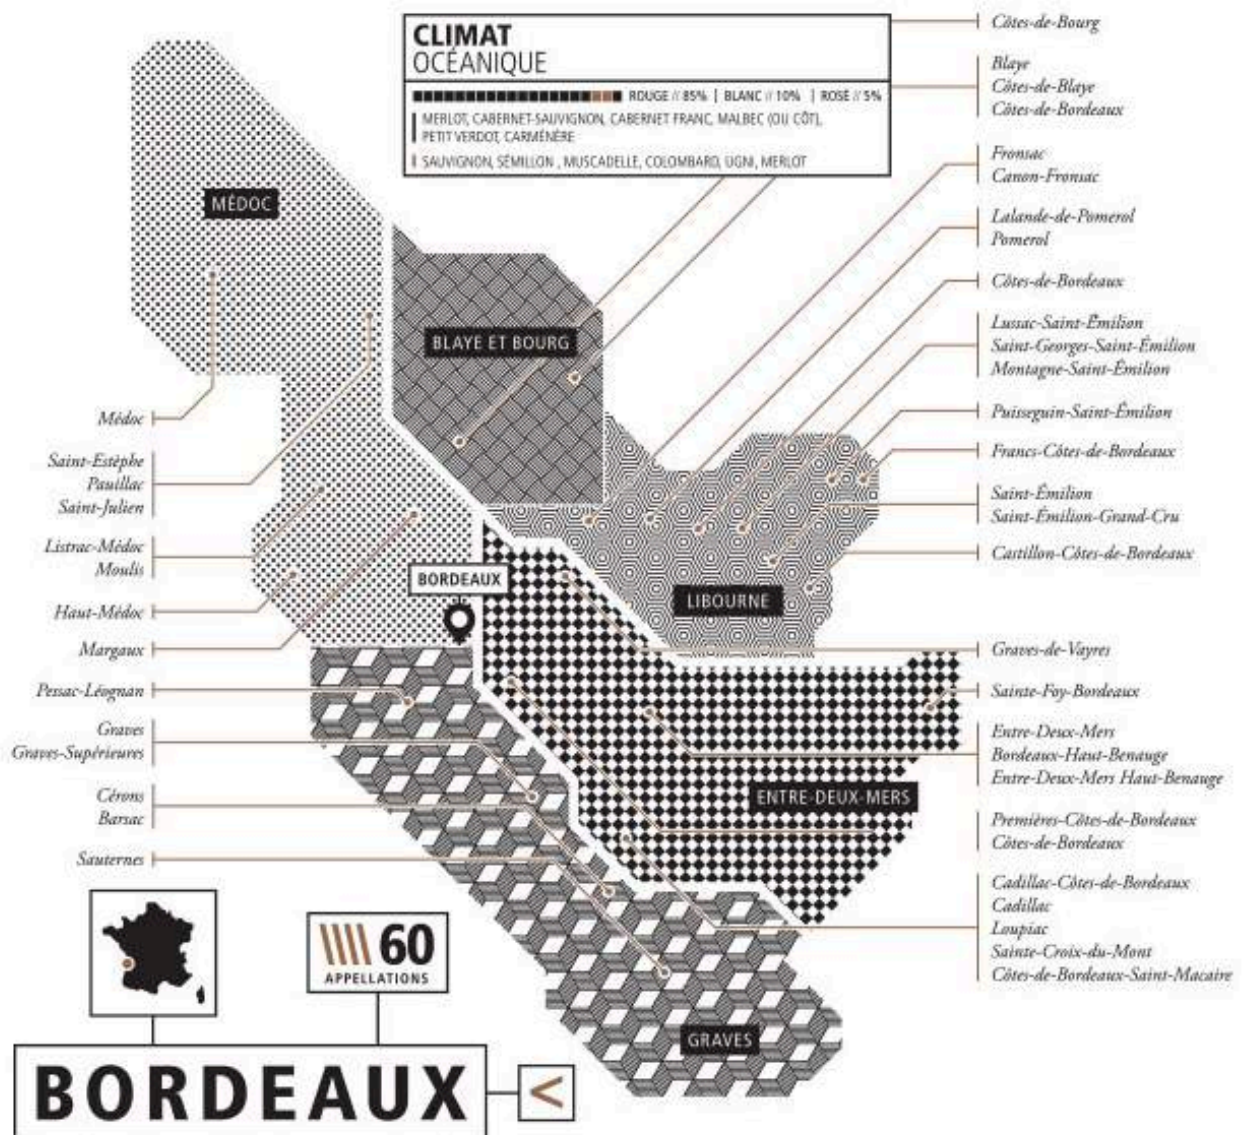 CLIMAT
OCÉANIQUE
ROUGE // 85% | BLANC // 10% | ROSÉ // 5%
MERLOT, CABERNET-SAUVIGNON, CABERNET FRANC, MALBEC (OU CÔT),
PETIT VERDOT, CARMÉNÈRE
SAUVIGNON, SÉMILLON , MUSCADELLE, COLOMBARD, UGNI, MERLOT
Côtes-de-Bourg
Blaye
Côtes-de-Blaye
Côtes-de-Bordeaux
Fronsac
Canon-Fronsac
Lalande-de-Pomerol
Pomerol
Côtes-de-Bordeaux
Lussac-Saint-Émilion
Saint-Georges-Saint-Émilion
Montagne-Saint-Émilion
Puisseguin-Saint-Émilion
Francs-Côtes-de-Bordeaux
Saint-Émilion
Saint-Émilion-Grand-Cru
Castillon-Côtes-de-Bordeaux
Graves-de-Vayres
Sainte-Foy-Bordeaux
Entre-Deux-Mers
Bordeaux-Haut-Benauge
Entre-Deux-Mers Haut-Benauge
Premières-Côtes-de-Bordeaux
Côtes-de-Bordeaux
Cadillac-Côtes-de-Bordeaux
Cadillac
Loupiac
Sainte-Croix-du-Mont
Côtes-de-Bordeaux-Saint-Macaire
MÉDOC
BLAYE ET BOURG
LIBOURNE
BORDEAUX
ENTRE-DEUX-MERS
GRAVES
Médoc
Saint-Estèphe
Pauillac
Saint-Julien
Listrac-Médoc
Moulis
Haut-Médoc
Margaux
Pessac-Léognan
Graves
Graves-Supérieures
Cérons
Barsac
Sauternes
60
APPELLATIONS
BORDEAUX
<